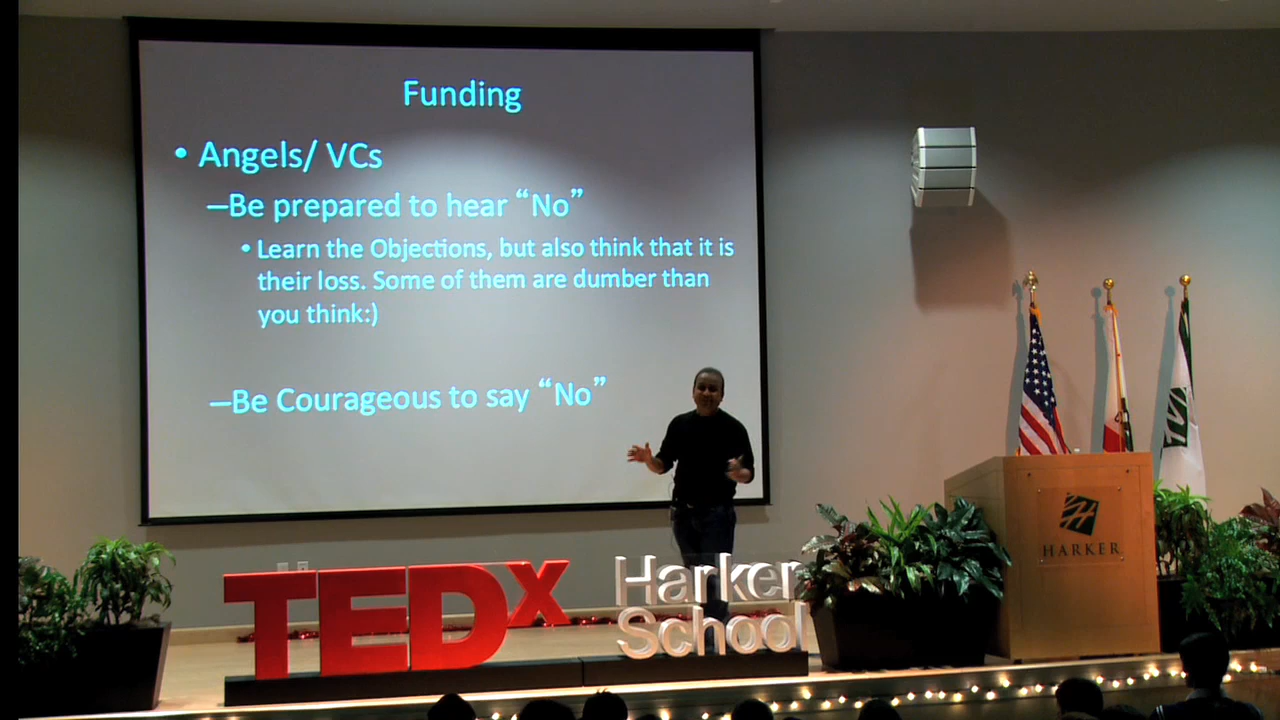 Funding
• Angels/ VCs
–Be prepared to hear “No”
• Learn the Objections, but also think that it is
their loss. Some of them are dumber than
you think:)
–Be Courageous to say “No”
TEDx
Harker
School
HARKER